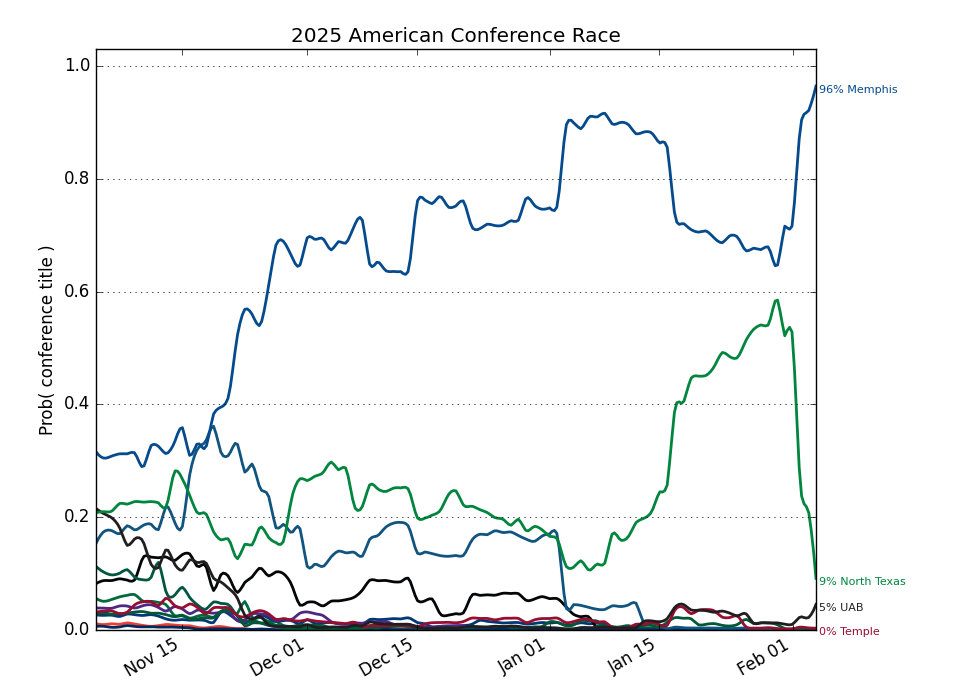 2025 American Conference Race
Prob( conference title )
1.0
0.8
0.6
0.4
0.2
0.0
96% Memphis
9% North Texas
5% UAB
0% Temple
Nov 15
Dec 01
Dec 15
Jan 01
Jan 15
Feb 01